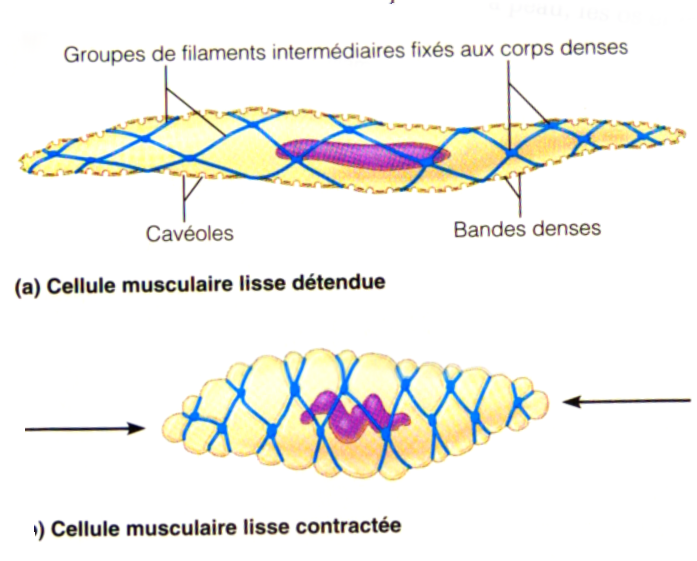 Groupes de filaments intermédiaires fixés aux corps denses
Cavéoles
Bandes denses
(a) Cellule musculaire lisse détendue
) Cellule musculaire lisse contractée